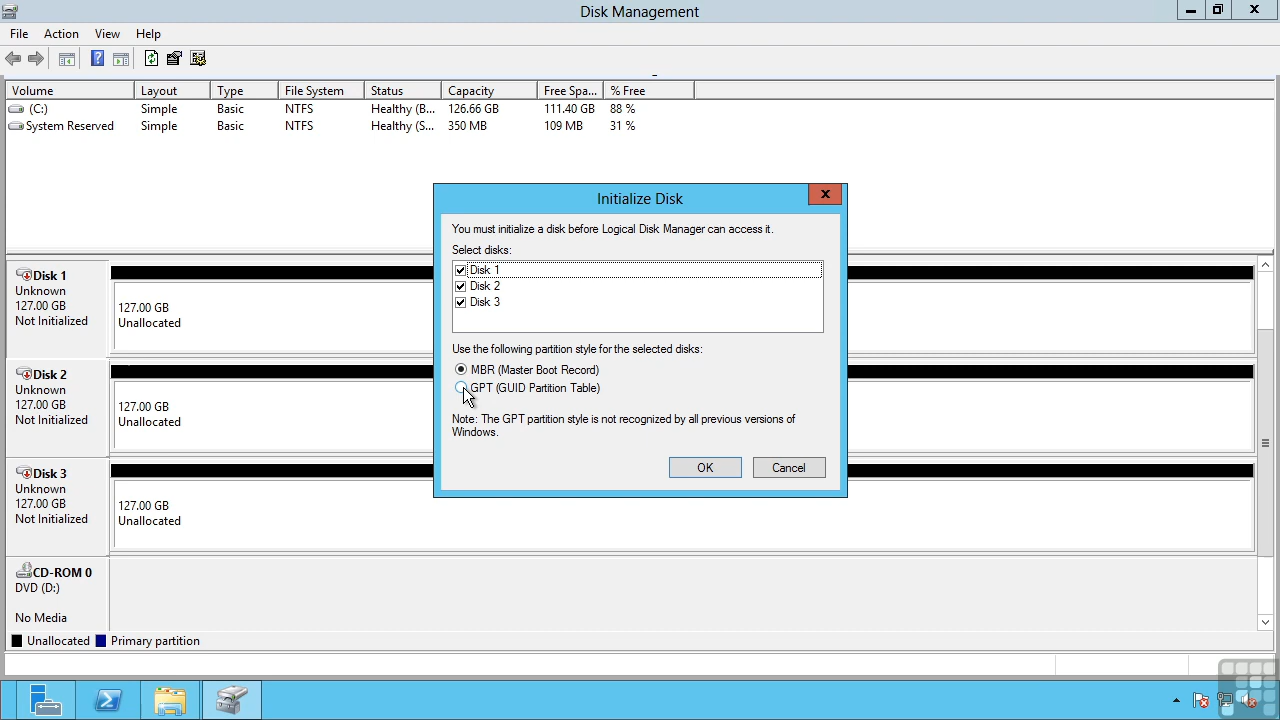 Disk Management
File Action View Help
Volume Layout Type File System Status Capacity Free Spa... % Free
(C:) Simple Basic NTFS Healthy (B... 126.66 GB 111.40 GB 88 %
System Reserved Simple Basic NTFS Healthy (S... 350 MB 109 MB 31 %
Initialize Disk
You must initialize a disk before Logical Disk Manager can access it.
Select disks:
Disk 1
Disk 2
Disk 3
Use the following partition style for the selected disks:
MBR (Master Boot Record)
GPT (GUID Partition Table)
Note: The GPT partition style is not recognized by all previous versions of
Windows.
OK Cancel
Disk 1
Unknown
127.00 GB
Not Initialized
127.00 GB
Unallocated
Disk 2
Unknown
127.00 GB
Not Initialized
127.00 GB
Unallocated
Disk 3
Unknown
127.00 GB
Not Initialized
127.00 GB
Unallocated
CD-ROM 0
DVD (D:)
No Media
Unallocated Primary partition